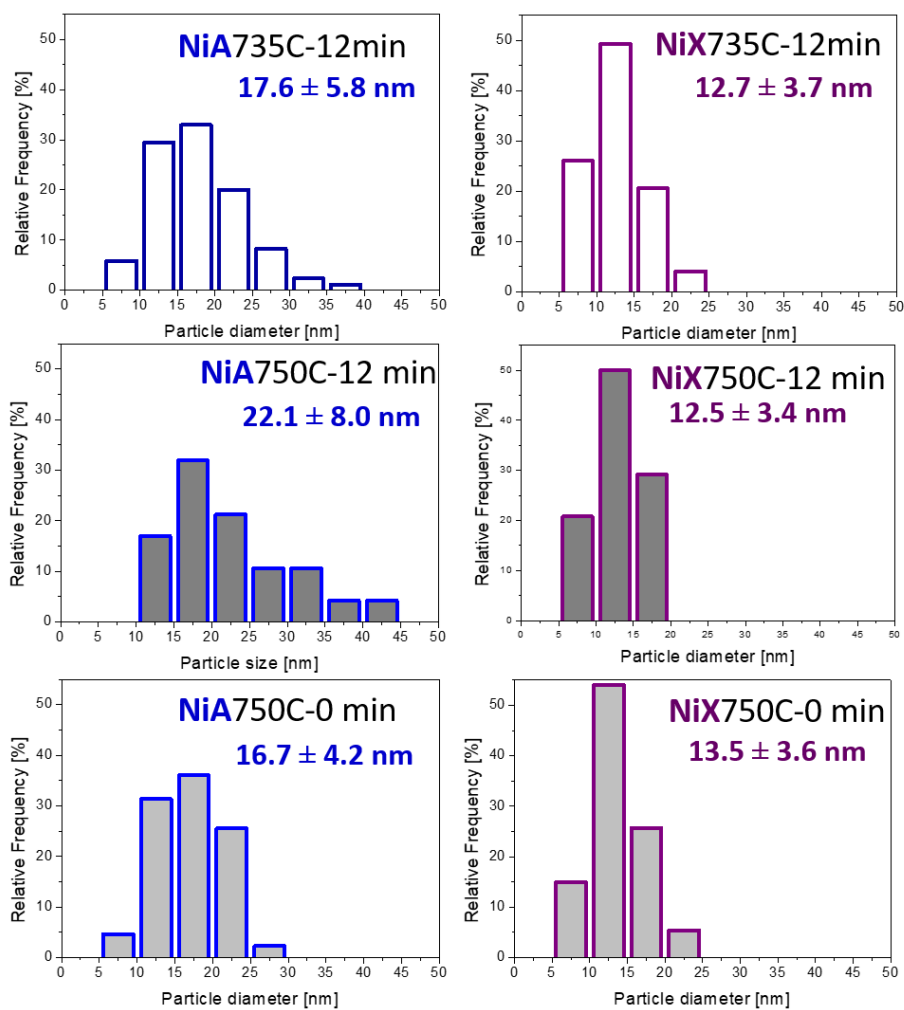 NiA735C-12min
17.6 ± 5.8 nm
Relative Frequency [%]
50
40
30
20
10
0
0 5 10 15 20 25 30 35 40 45 50
Particle diameter [nm]
NiX735C-12min
12.7 ± 3.7 nm
Relative Frequency [%]
50
40
30
20
10
0
0 5 10 15 20 25 30 35 40 45 50
Particle diameter [nm]
NiA750C-12 min
22.1 ± 8.0 nm
Relative Frequency [%]
50
40
30
20
10
0
0 5 10 15 20 25 30 35 40 45 50
Particle size [nm]
NiX750C-12 min
12.5 ± 3.4 nm
Relative Frequency [%]
50
40
30
20
10
0
0 5 10 15 20 25 30 35 40 45 50
Particle diameter [nm]
NiA750C-0 min
16.7 ± 4.2 nm
Relative Frequency [%]
50
40
30
20
10
0
0 5 10 15 20 25 30 35 40 45 50
Particle diameter [nm]
NiX750C-0 min
13.5 ± 3.6 nm
Relative Frequency [%]
50
40
30
20
10
0
0 5 10 15 20 25 30 35 40 45 50
Particle diameter [nm]